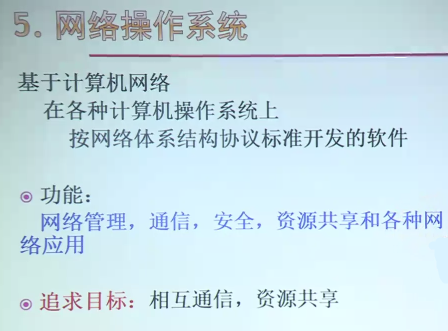 5. 网络操作系统
基于计算机网络
在各种计算机操作系统上
按网络体系结构协议标准开发的软件
功能：
网络管理，通信，安全，资源共享和各种网
络应用
追求目标：相互通信，资源共享